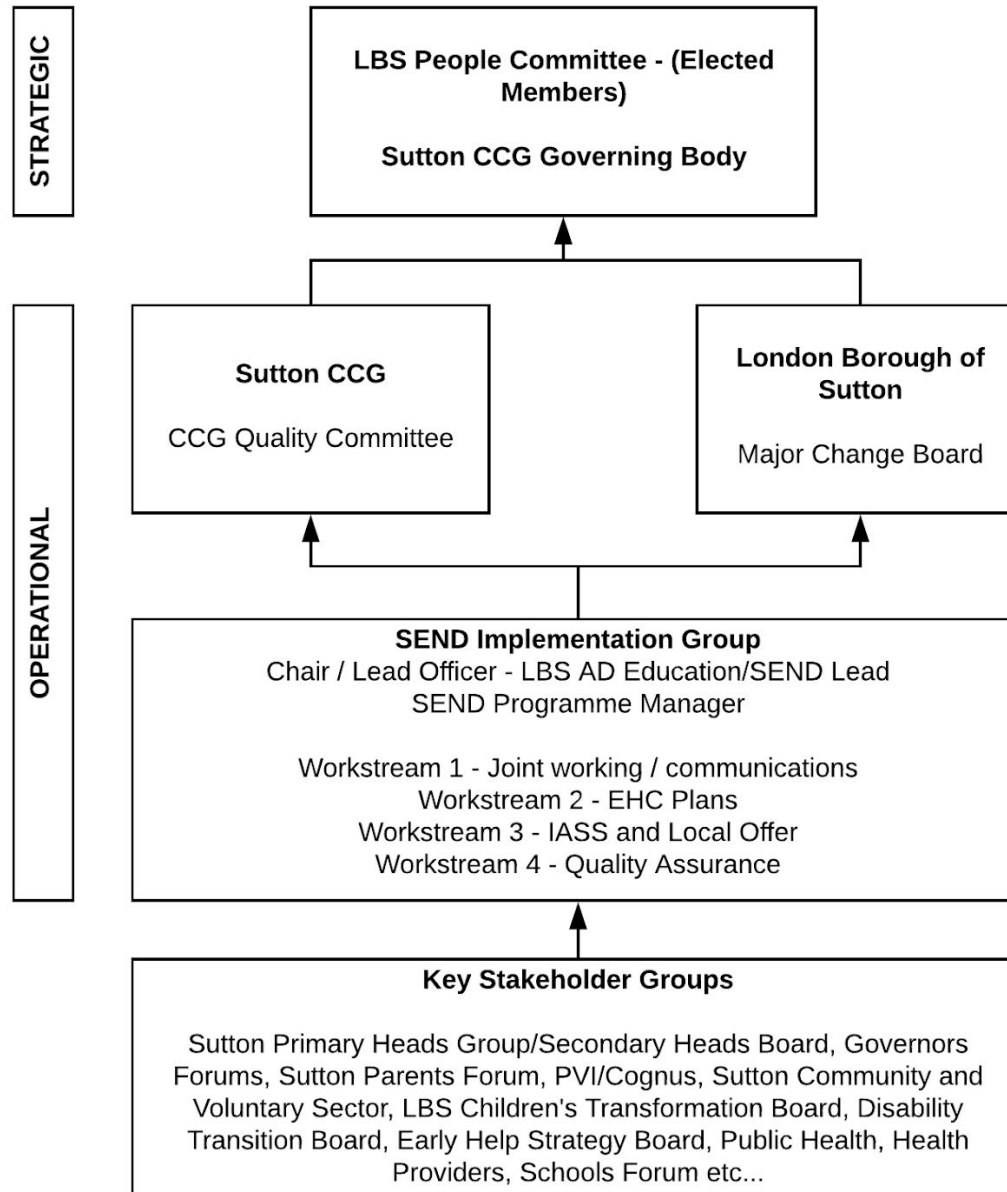 STRATEGIC
LBS People Committee - (Elected
Members)
Sutton CCG Governing Body
OPERATIONAL
Sutton CCG
CCG Quality Committee
London Borough of
Sutton
Major Change Board
SEND Implementation Group
Chair / Lead Officer - LBS AD Education/SEND Lead
SEND Programme Manager
Workstream 1 - Joint working / communications
Workstream 2 - EHC Plans
Workstream 3 - IASS and Local Offer
Workstream 4 - Quality Assurance
Key Stakeholder Groups
Sutton Primary Heads Group/Secondary Heads Board, Governors
Forums, Sutton Parents Forum, PVI/Cognus, Sutton Community and
Voluntary Sector, LBS Children's Transformation Board, Disability
Transition Board, Early Help Strategy Board, Public Health, Health
Providers, Schools Forum etc...